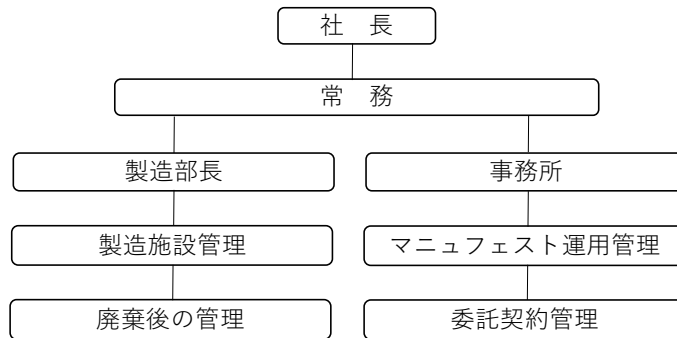 社　長
常　務
製造部長
事務所
製造施設管理
マニュフェスト運用管理
廃棄後の管理
委託契約管理